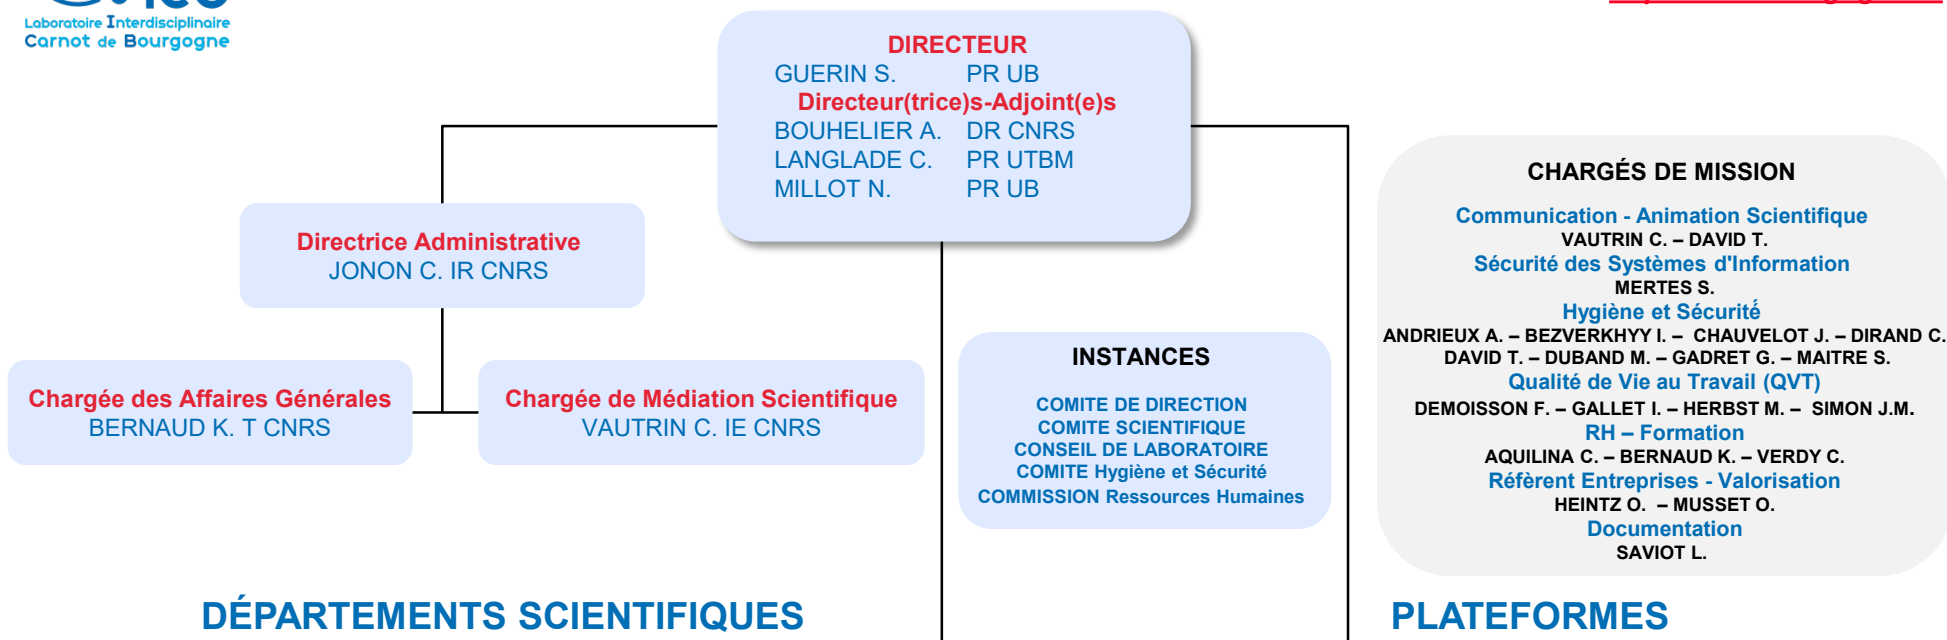 Laboratoire Interdisciplinaire
Carnot de Bourgogne
DIRECTEUR
GUERIN S. PR UB
Directeur(trice)s-Adjoint(e)s
BOUHELIER A. DR CNRS
LANGLADE C. PR UTBM
MILLOT N. PR UB
Directrice Administrative
JONON C. IR CNRS
Chargée des Affaires Générales
BERNAUD K. T CNRS
Chargée de Médiation Scientifique
VAUTRIN C. IE CNRS
INSTANCES
COMITE DE DIRECTION
COMITE SCIENTIFIQUE
CONSEIL DE LABORATOIRE
COMITE Hygiène et Sécurité
COMMISSION Ressources Humaines
CHARGÉS DE MISSION
Communication - Animation Scientifique
VAUTRIN C. – DAVID T.
Sécurité des Systèmes d'Information
MERTES S.
Hygiène et Sécurité
ANDRIEUX A. – BEZVERKHYY I. – CHAUVELOT J. – DIRAND C.
DAVID T. – DUBAND M. – GADRET G. – MAITRE S.
Qualité de Vie au Travail (QVT)
DEMOISSON F. – GALLET I. – HERBST M. – SIMON J.M.
RH – Formation
AQUILINA C. – BERNAUD K. – VERDY C.
Réfèrent Entreprises - Valorisation
HEINTZ O. – MUSSET O.
Documentation
SAVIOT L.
DÉPARTEMENTS SCIENTIFIQUES
PLATEFORMES